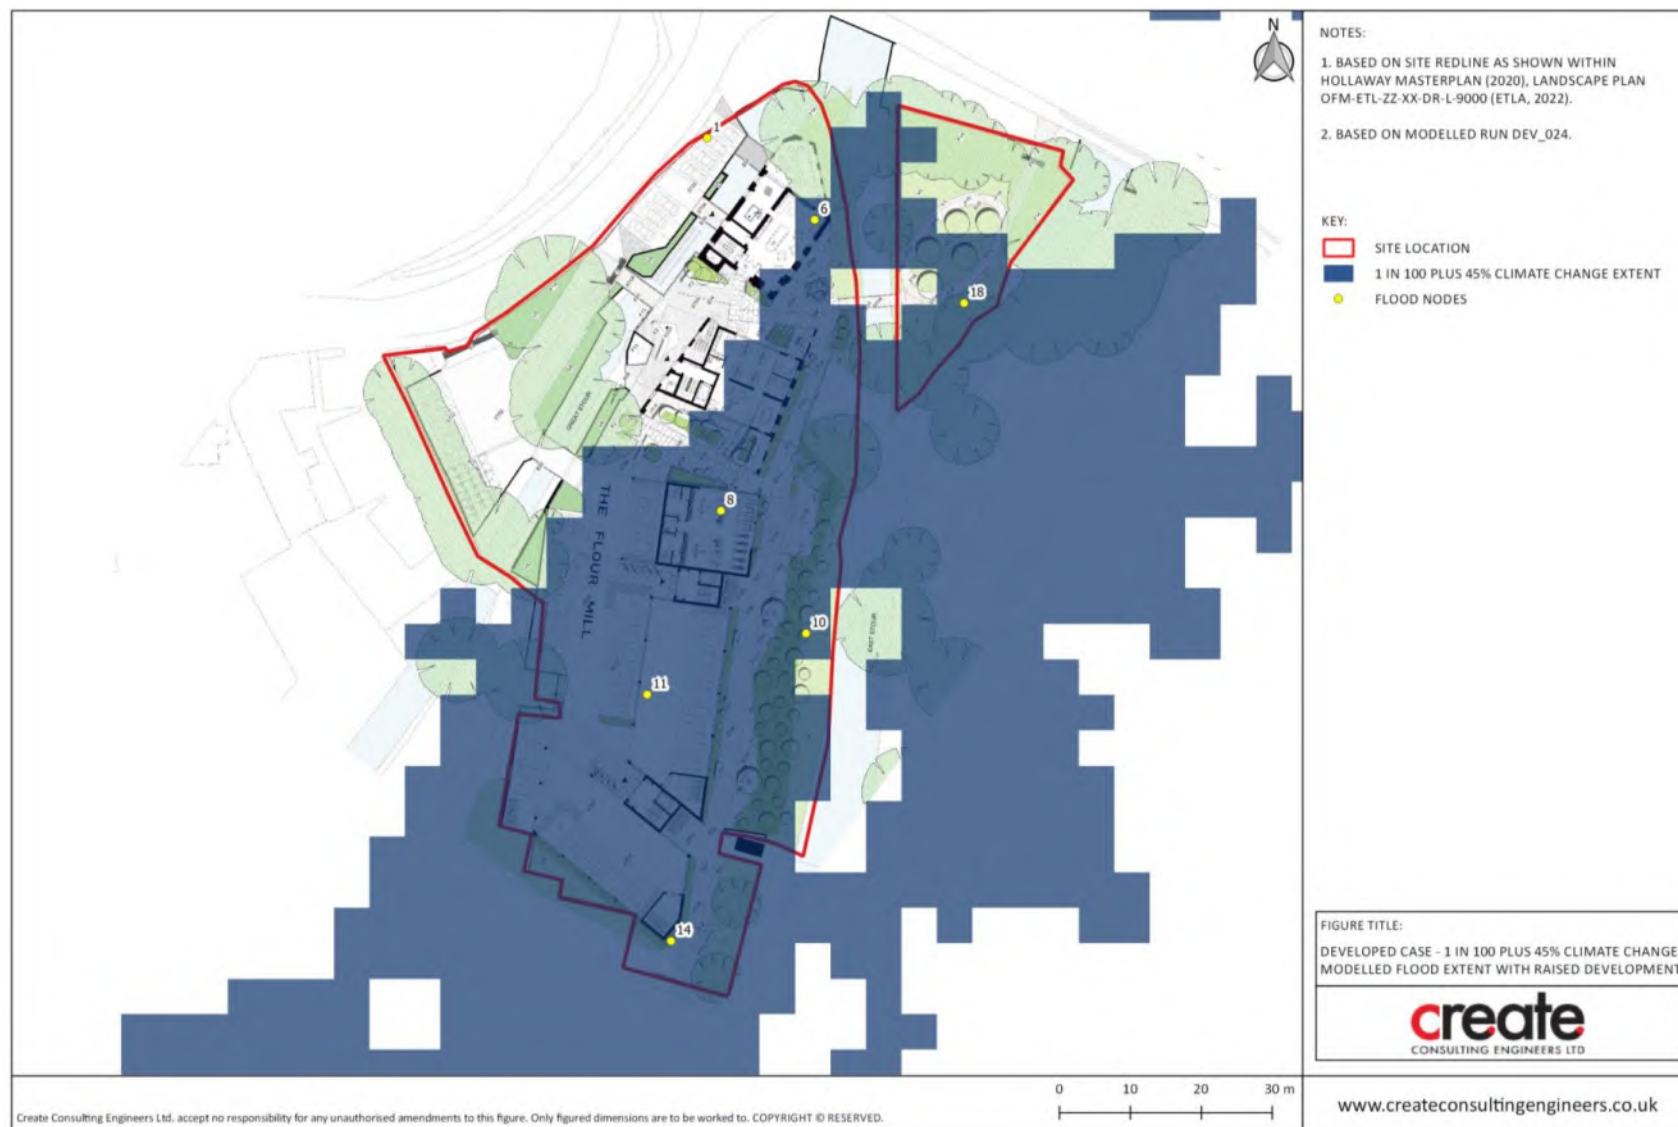 N
1
6
18
GREAT STOUR
8
THE FLOUR MILL
10
EAST STOUR
11
14
NOTES:
1. BASED ON SITE REDLINE AS SHOWN WITHIN
HOLLAWAY MASTERPLAN (2020), LANDSCAPE PLAN
OFM-ETL-ZZ-XX-DR-L-9000 (ETLA, 2022).
2. BASED ON MODELLED RUN DEV_024.
KEY:
SITE LOCATION
1 IN 100 PLUS 45% CLIMATE CHANGE EXTENT
FLOOD NODES
FIGURE TITLE:
DEVELOPED CASE - 1 IN 100 PLUS 45% CLIMATE CHANGE
MODELLED FLOOD EXTENT WITH RAISED DEVELOPMENT
create
CONSULTING ENGINEERS LTD
0 10 20 30 m
Create Consulting Engineers Ltd. accept no responsibility for any unauthorised amendments to this figure. Only figured dimensions are to be worked to. COPYRIGHT © RESERVED.
www.createconsultingengineers.co.uk